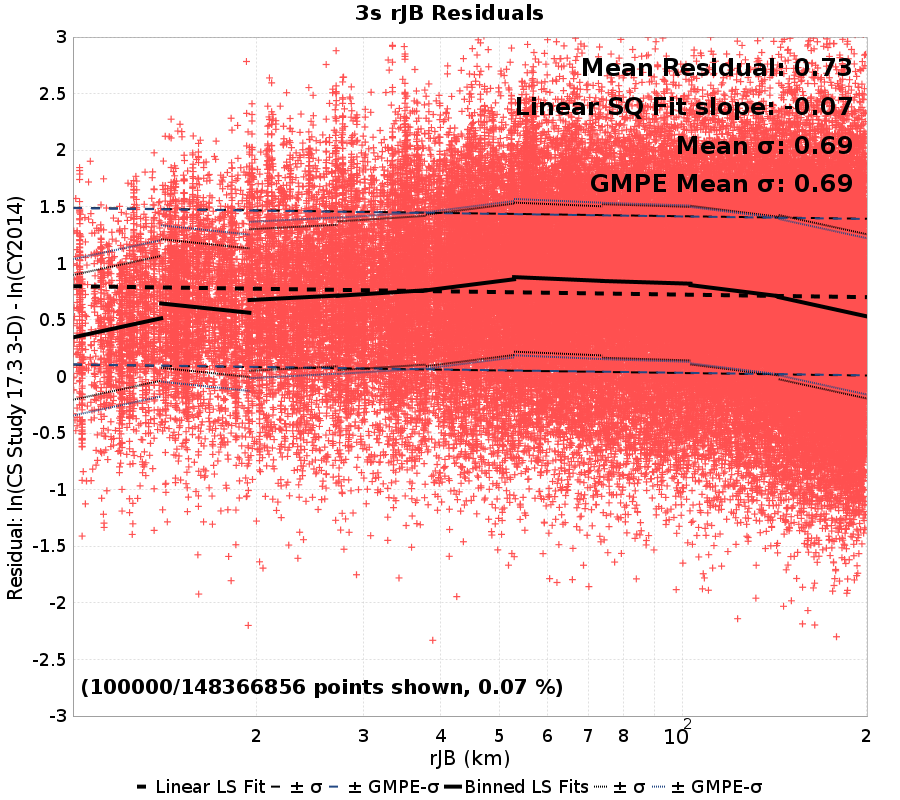 3s rJB Residuals
Residual: ln(CS Study 17.3 3-D) - ln(CY2014)
3
2.5
2
1.5
1
0.5
0
-0.5
-1
-1.5
-2
-2.5
-3
Mean Residual: 0.73
Linear SQ Fit slope: -0.07
Mean σ: 0.69
GMPE Mean σ: 0.69
(100000/148366856 points shown, 0.07 %)
2 3 4 5 6 7 8 10² 2
rJB (km)
Linear LS Fit ± σ ± GMPE-σ Binned LS Fits ± σ ± GMPE-σ